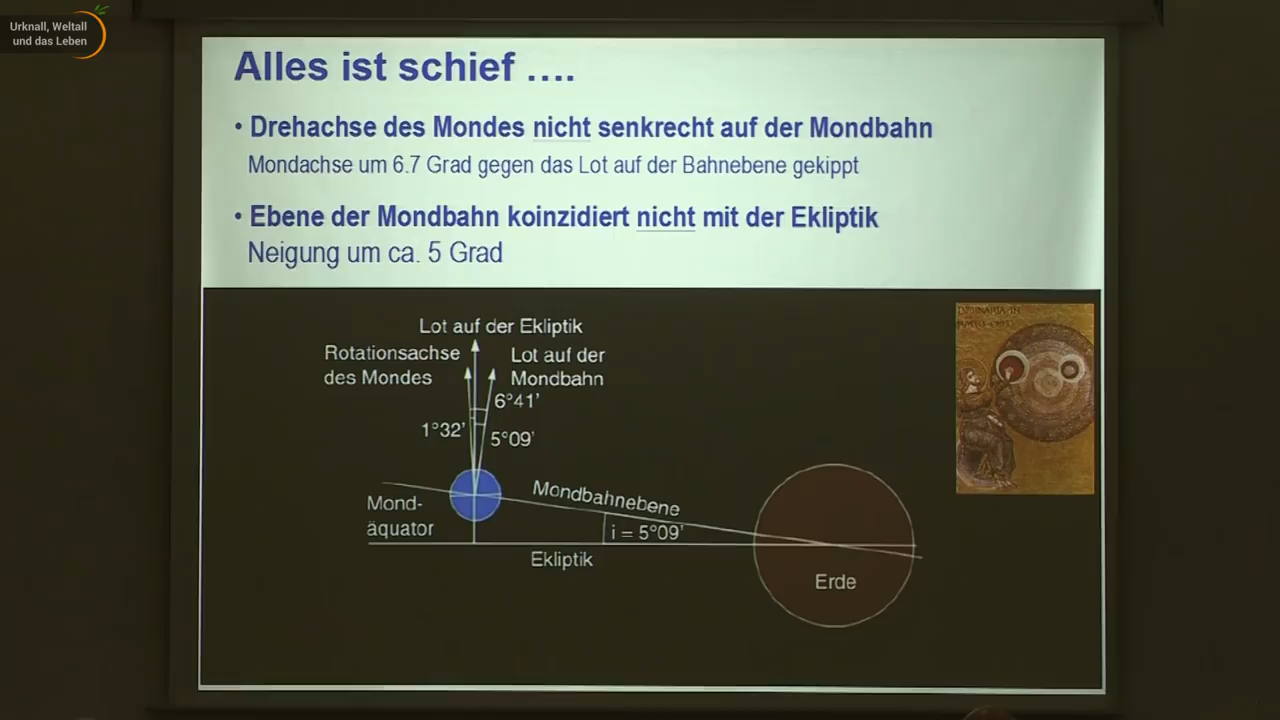 Urknall, Weltall
und das Leben
Alles ist schief ....
• Drehachse des Mondes nicht senkrecht auf der Mondbahn
Mondachse um 6.7 Grad gegen das Lot auf der Bahnebene gekippt
• Ebene der Mondbahn koinzidiert nicht mit der Ekliptik
Neigung um ca. 5 Grad
Lot auf der Ekliptik
Rotationsachse
des Mondes
Lot auf der
Mondbahn
6°41'
1°32'
5°09'
Mond-
äquator
Mondbahnebene
i = 5°09'
Ekliptik
Erde